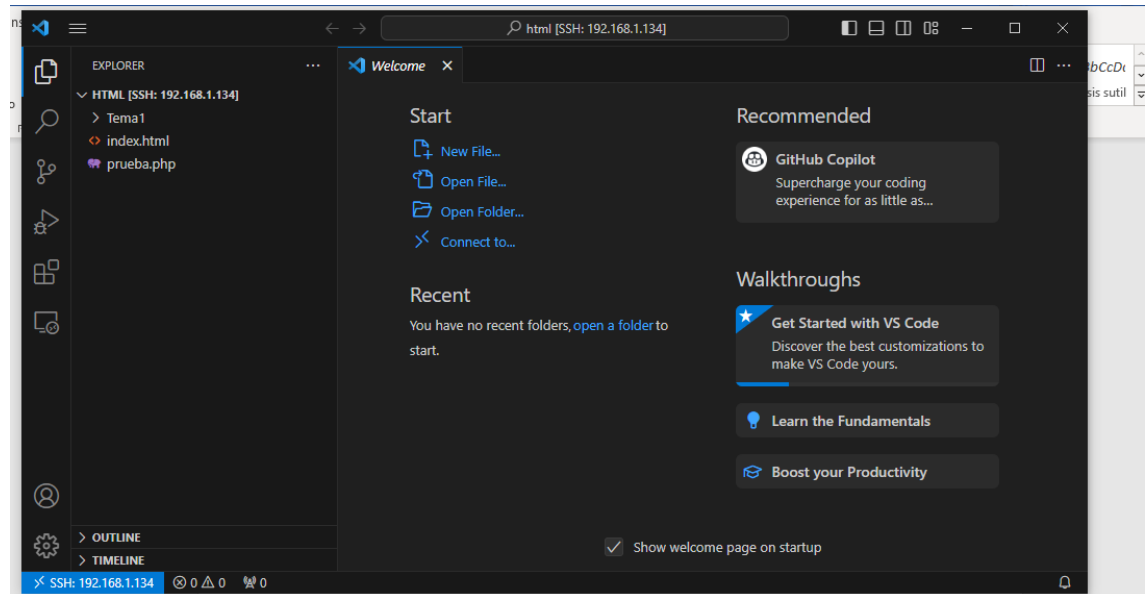 ns
html [SSH: 192.168.1.134]
EXPLORER
Welcome
HTML [SSH: 192.168.1.134]
Tema1
index.html
prueba.php
Start
New File...
Open File...
Open Folder...
Connect to...
Recent
You have no recent folders, open a folder to
start.
Recommended
GitHub Copilot
Supercharge your coding
experience for as little as...
Walkthroughs
Get Started with VS Code
Discover the best customizations to
make VS Code yours.
Learn the Fundamentals
Boost your Productivity
Show welcome page on startup
OUTLINE
TIMELINE
SSH: 192.168.1.134
0
0
0
sis sutil